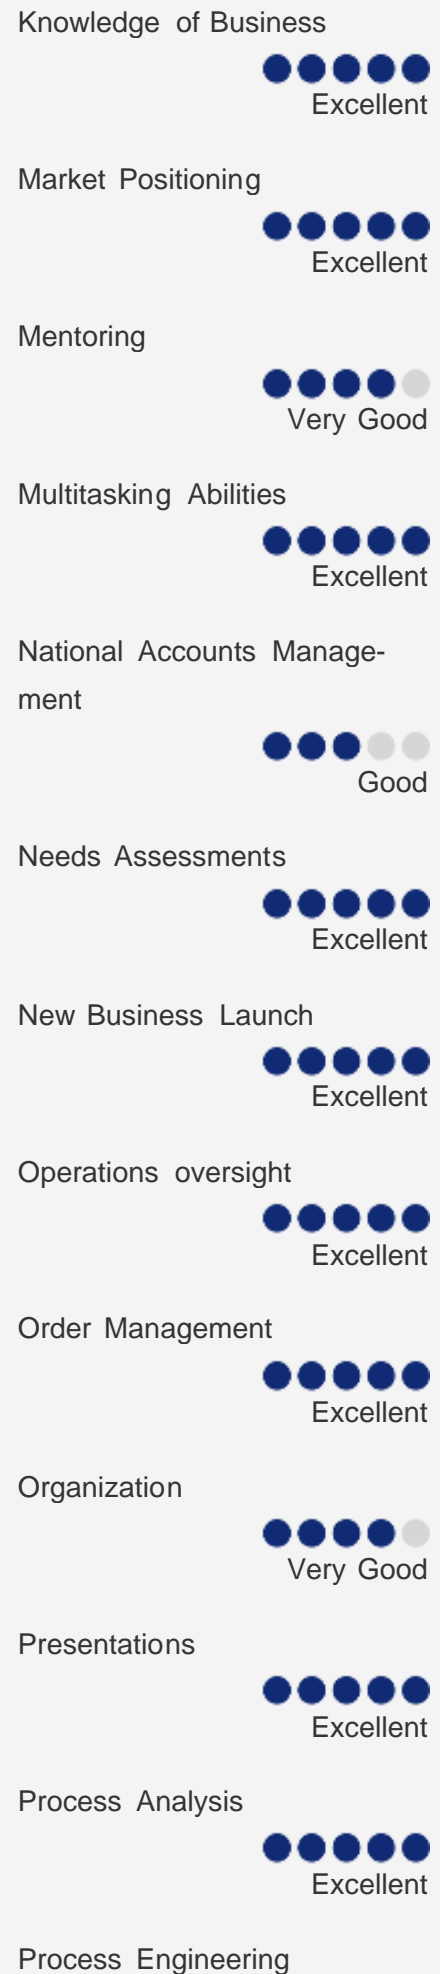 Knowledge of Business
Excellent
Market Positioning
Excellent
Mentoring
Very Good
Multitasking Abilities
Excellent
National Accounts Manage-
ment
Good
Needs Assessments
Excellent
New Business Launch
Excellent
Operations oversight
Excellent
Order Management
Excellent
Organization
Very Good
Presentations
Excellent
Process Analysis
Excellent
Process Engineering